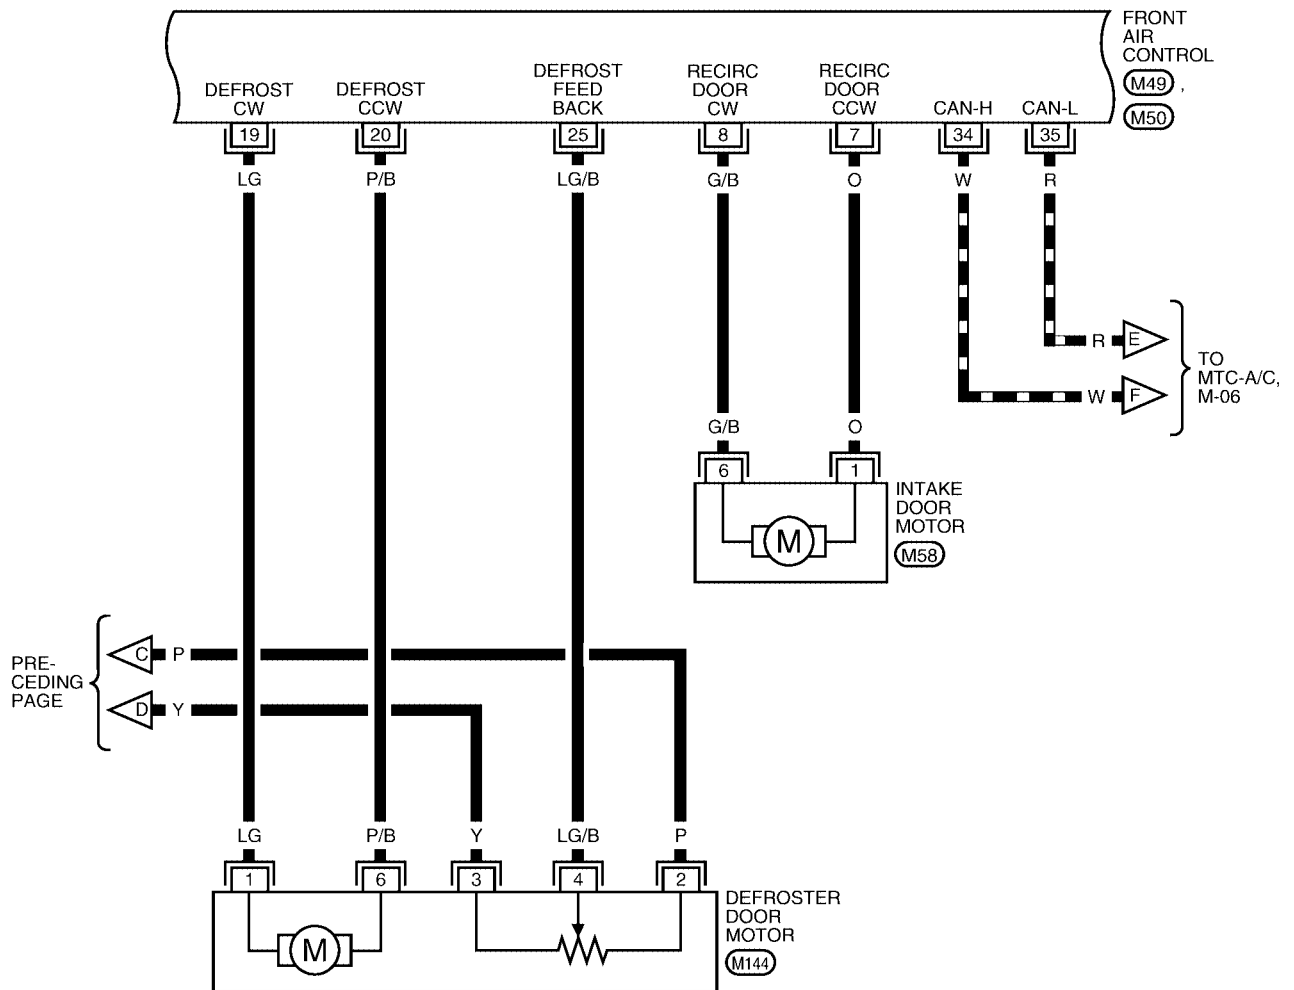 FRONT
AIR
CONTROL
M49 ,
M50
DEFROST
CW
DEFROST
CCW
DEFROST
FEED
BACK
RECIRC
DOOR
CW
RECIRC
DOOR
CCW
CAN-H
CAN-L
19 20 25 8 7 34 35
LG P/B LG/B G/B O W R
R E
W F
TO
MTC-A/C,
M-06
G/B O
6 1
M
INTAKE
DOOR
MOTOR
M58
PRE-
CEDING
PAGE
C P
D Y
LG P/B Y LG/B P
1 6 3 4 2
M
DEFROSTER
DOOR
MOTOR
M144